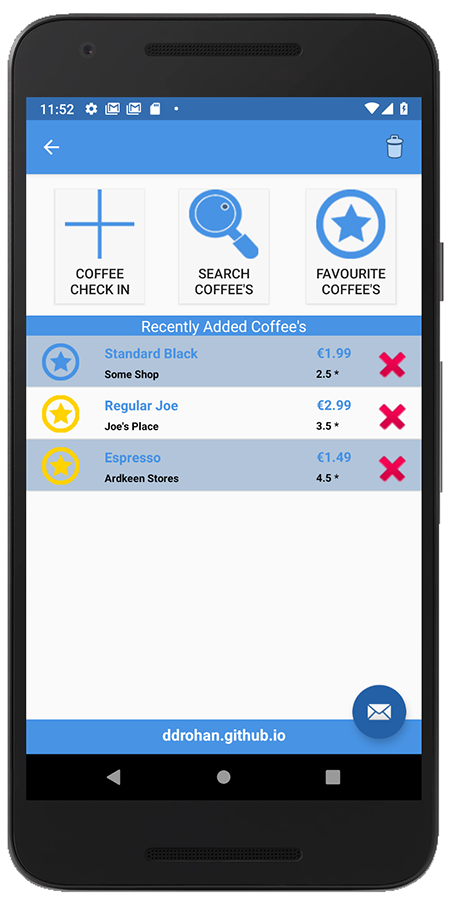 11:52
COFFEE
CHECK IN
SEARCH
COFFEE'S
FAVOURITE
COFFEE'S
Recently Added Coffee's
Standard Black €1.99
Some Shop 2.5 *
Regular Joe €2.99
Joe's Place 3.5 *
Espresso €1.49
Ardkeen Stores 4.5 *
ddrohan.github.io